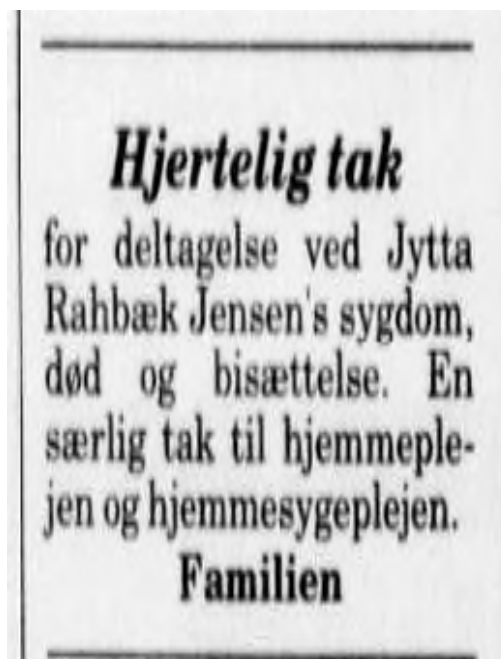 Hjertelig tak
for deltagelse ved Jytta
Rahbæk Jensen's sygdom,
død og bisættelse. En
særlig tak til hjemmeple-
jen og hjemmesygeplejen.
Familien